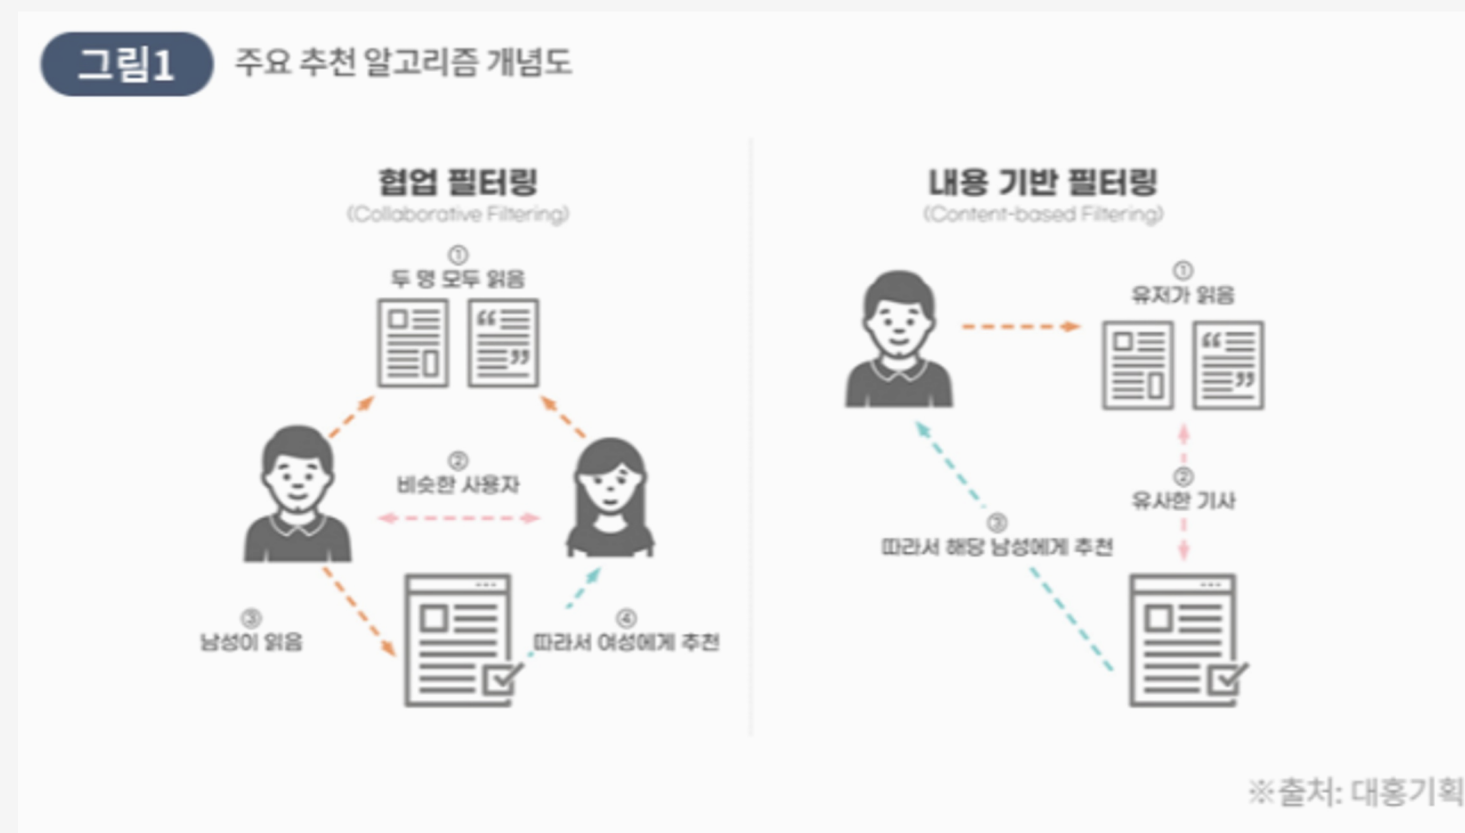 그림1 주요 추천 알고리즘 개념도
협업 필터링
(Collaborative Filtering)
①
두 명 모두 읽음
②
비슷한 사용자
③
남성이 읽음
④
따라서 여성에게 추천
내용 기반 필터링
(Content-based Filtering)
①
유저가 읽음
②
유사한 기사
③
따라서 해당 남성에게 추천
※출처: 대홍기획